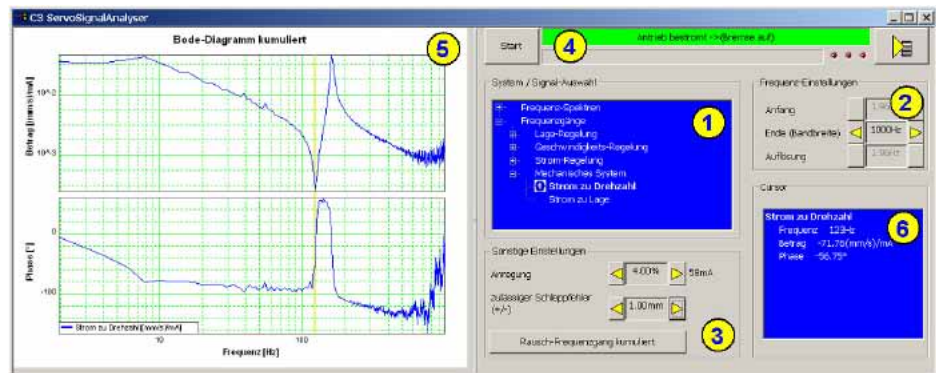 C3 ServoSignalAnalyser
Bode-Diagramm kumuliert
5
Betrag [mm/s/mA]
10^-2
10^-3
Phase [°]
0
-180
Strom zu Drehzahl[mm/s/mA]
10
100
Frequenz [Hz]
Start
4
Antrieb bestromt ->(Bremse auf)
System / Signal-Auswahl
Frequenz-Spektren
Frequenzgänge
Lage-Regelung
Geschwindigkeits-Regelung
Strom-Regelung
Mechanisches System
Strom zu Drehzahl
Strom zu Lage
1
Frequenz-Einstellungen
2
Anfang
Ende (Bandbreite)
1000Hz
Auflösung
1.96Hz
Cursor
Strom zu Drehzahl
Frequenz 123Hz
Betrag -71.76(mm/s)/mA
Phase -56.75°
6
Sonstige Einstellungen
Anregung
4.00%
58mA
zulässiger Schleppfehler
(+/-)
1.00mm
Rausch-Frequenzgang kumuliert
3